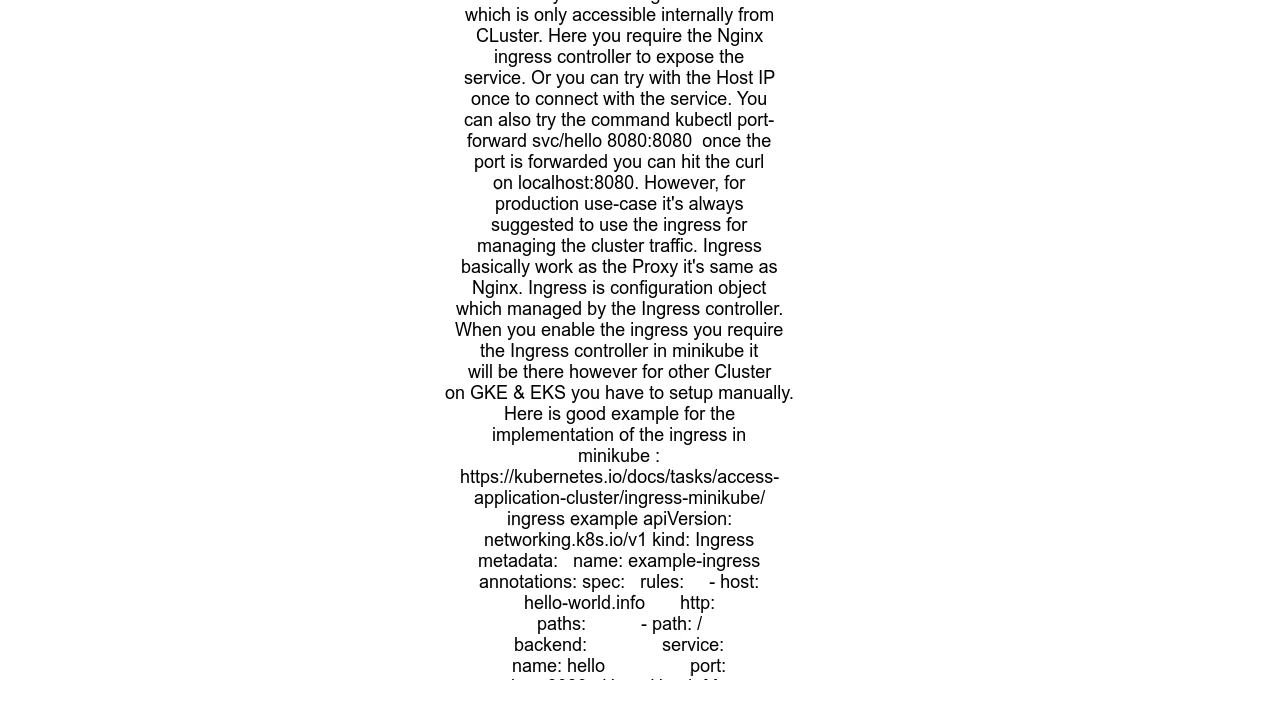 which is only accessible internally from
CLuster. Here you require the Nginx
ingress controller to expose the
service. Or you can try with the Host IP
once to connect with the service. You
can also try the command kubectl port-
forward svc/hello 8080:8080  once the
port is forwarded you can hit the curl
on localhost:8080. However, for
production use-case it's always
suggested to use the ingress for
managing the cluster traffic. Ingress
basically work as the Proxy it's same as
Nginx. Ingress is configuration object
which managed by the Ingress controller.
When you enable the ingress you require
the Ingress controller in minikube it
will be there however for other Cluster
on GKE & EKS you have to setup manually.
Here is good example for the
implementation of the ingress in
minikube :
https://kubernetes.io/docs/tasks/access-
application-cluster/ingress-minikube/
ingress example apiVersion:
networking.k8s.io/v1 kind: Ingress
metadata:   name: example-ingress
annotations: spec:   rules:     - host:
hello-world.info       http:
paths:           - path: /
backend:               service:
name: hello                 port: